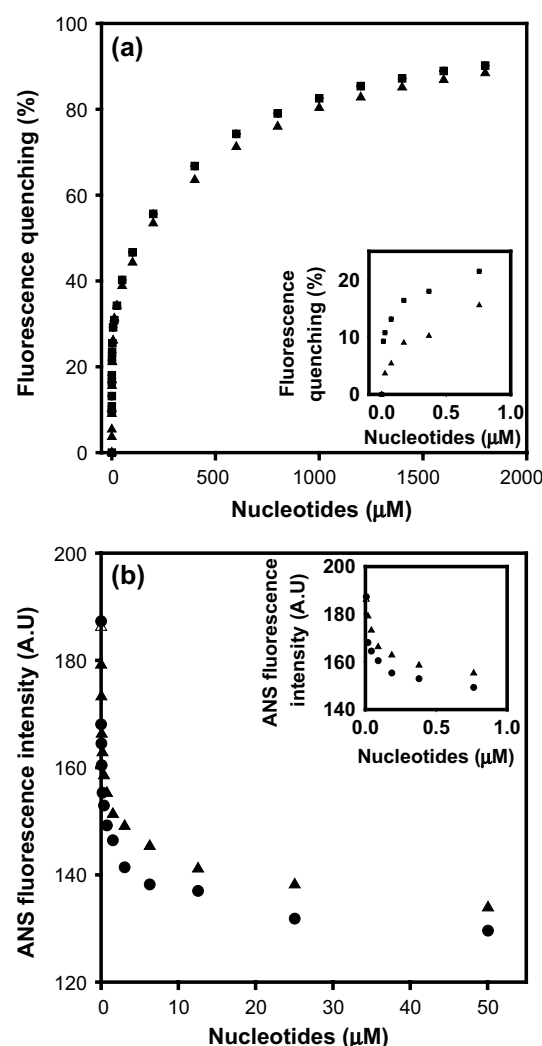 100
(a)
80
60
40
20
0
Fluorescence quenching (%)
20
10
0
Fluorescence
quenching (%)
0.0
0.5
1.0
Nucleotides (μM)
0
500
1000
1500
2000
Nucleotides (μM)
200
(b)
180
160
140
120
ANS fluorescence intensity (A.U)
200
180
160
140
ANS fluorescence
intensity (A.U)
0.0
0.5
1.0
Nucleotides (μM)
0
10
20
30
40
50
Nucleotides (μM)